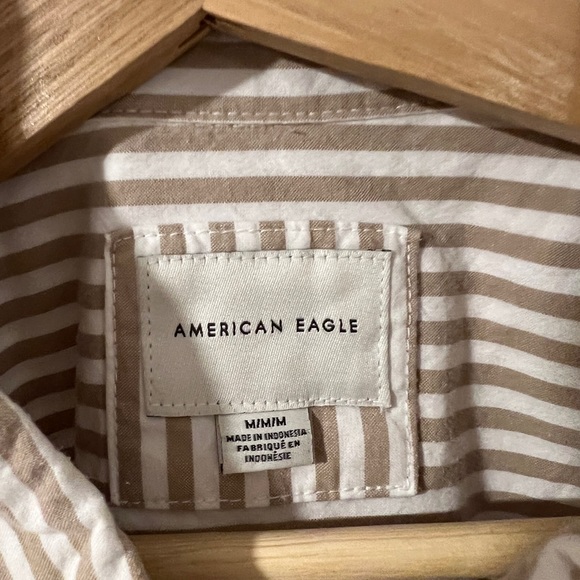 AMERICAN EAGLE
M/M/M
MADE IN INDONESIA
FABRIQUÉ EN
INDONÉSIE